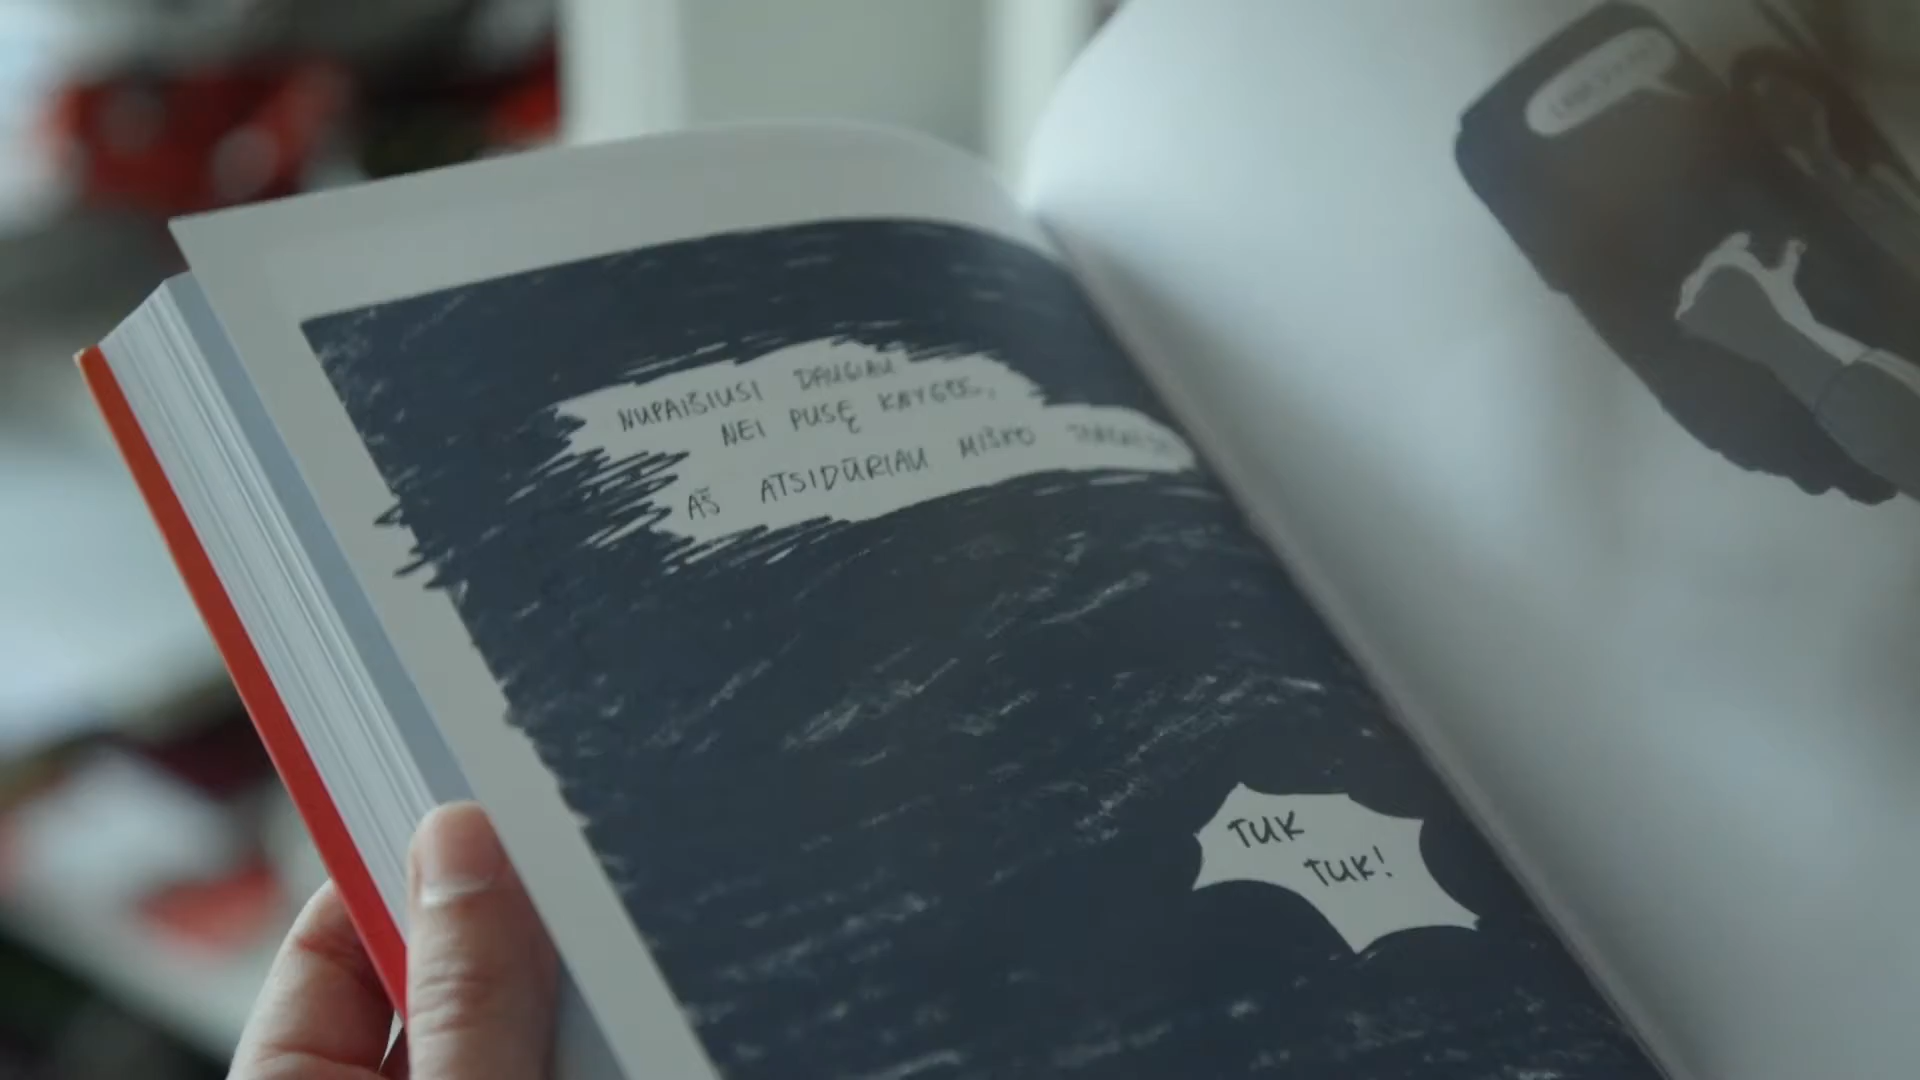 NUPAIŠIUSI DAUGIAU
NEI PUSĘ KNYGOS,
AŠ ATSIDŪRIAU MIŠKO
TUK
TUK!